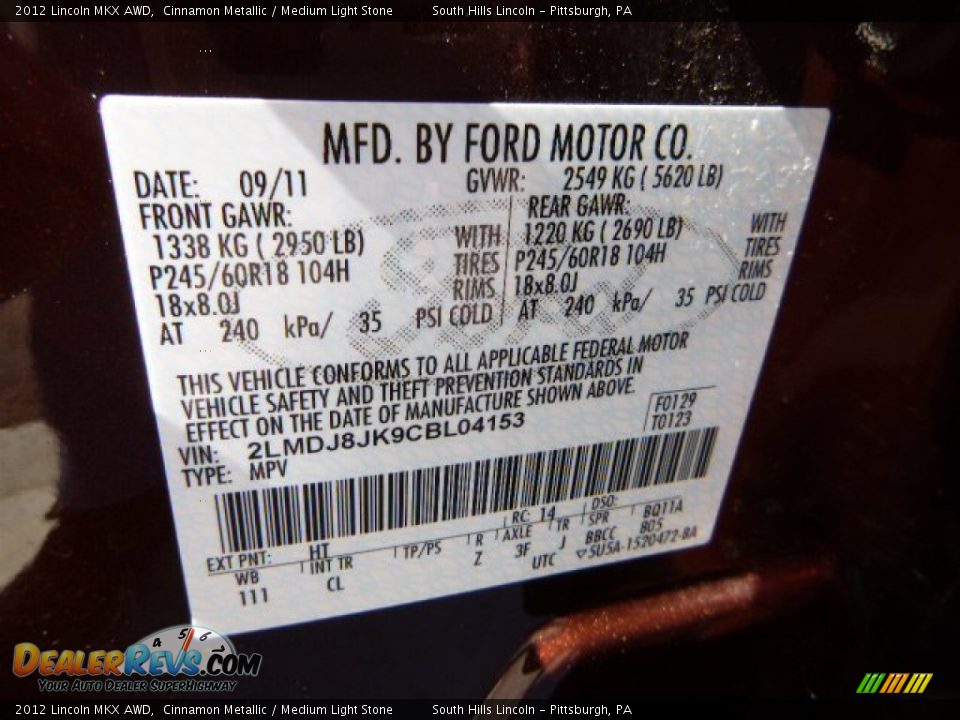 2012 Lincoln MKX AWD, Cinnamon Metallic / Medium Light Stone South Hills Lincoln - Pittsburgh, PA
MFD. BY FORD MOTOR CO.
DATE: 09/11 GVWR: 2549 KG ( 5620 LB)
FRONT GAWR: REAR GAWR:
1338 KG ( 2950 LB) WITH 1220 KG ( 2690 LB) WITH
P245/60R18 104H TIRES P245/60R18 104H TIRES
18x8.0J RIMS 18x8.0J RIMS
AT 240 kPa/ 35 PSI COLD AT 240 kPa/ 35 PSI COLD
THIS VEHICLE CONFORMS TO ALL APPLICABLE FEDERAL MOTOR
VEHICLE SAFETY AND THEFT PREVENTION STANDARDS IN
EFFECT ON THE DATE OF MANUFACTURE SHOWN ABOVE.
VIN: 2LMDJ8JK9CBL04153 F0129
TYPE: MPV T0123
EXT PNT: HT RC: 14 DSO:
WB INT TR TP/PS R AXLE TR SPR BQ11A
111 CL Z 3F J BBCC 805
UTC ▽5U5A-1520472-BA
DEALERREVS.COM
4 5 6
YOUR AUTO DEALER SUPERHIGHWAY
2012 Lincoln MKX AWD, Cinnamon Metallic / Medium Light Stone South Hills Lincoln - Pittsburgh, PA